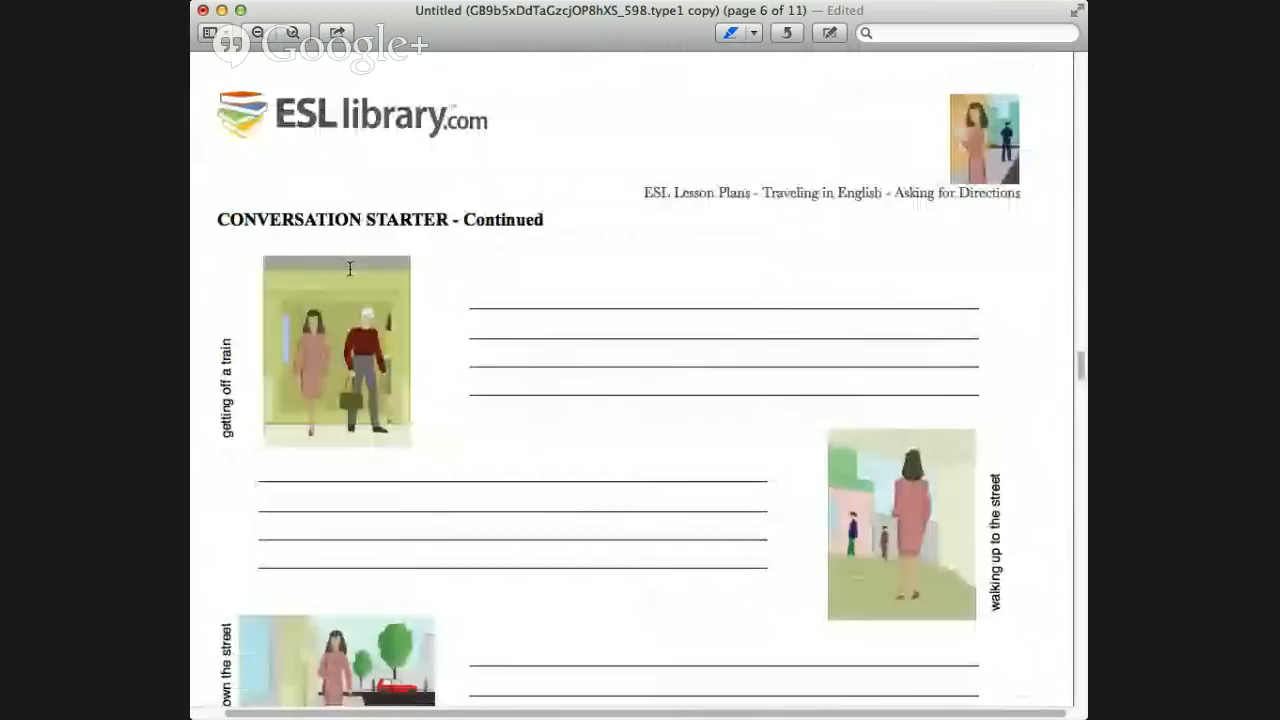 Untitled (GB9b5xDdTaGzcjOP8hXS_598.type1 copy) (page 6 of 11) — Edited
Google+
ESL library.com
ESL Lesson Plans - Traveling in English - Asking for Directions
CONVERSATION STARTER - Continued
getting off a train
walking up to the street
own the street